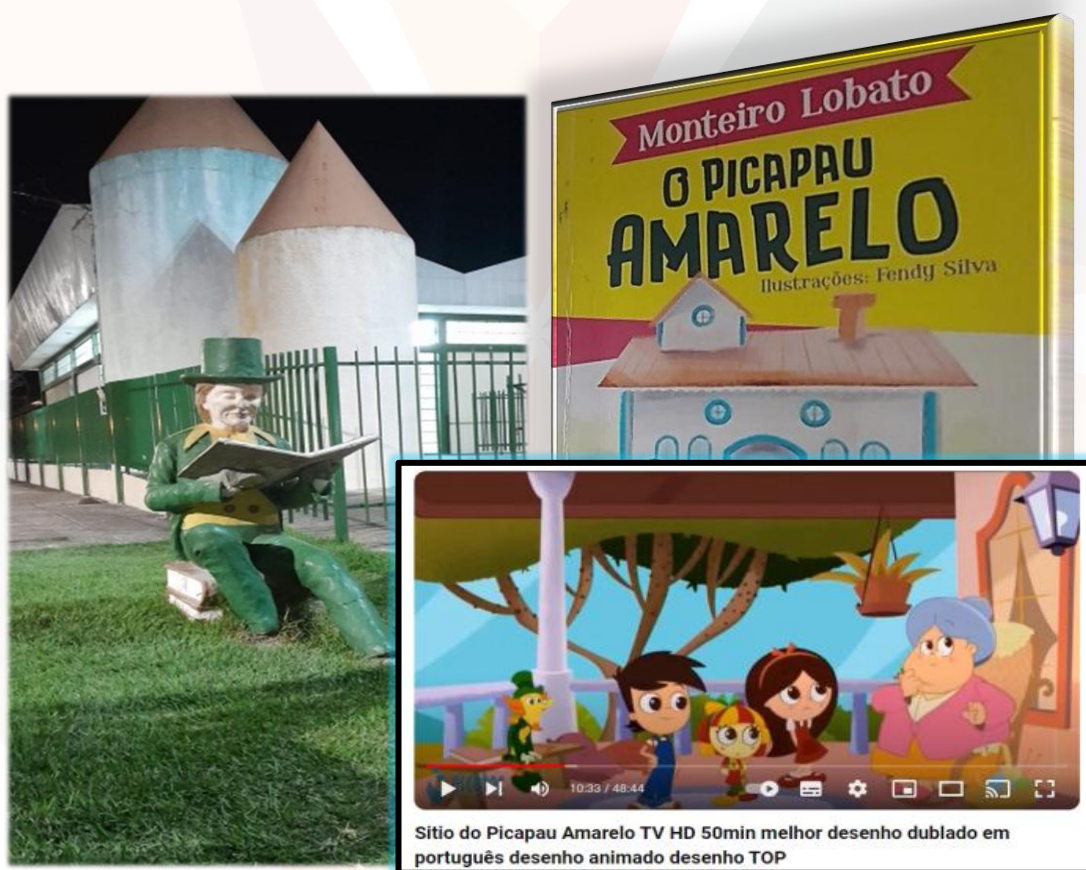 Monteiro Lobato
O PICAPAU
AMARELO
Ilustrações: Fendy Silva
10:33 / 48:44
Sitio do Picapau Amarelo TV HD 50min melhor desenho dublado em
português desenho animado desenho TOP